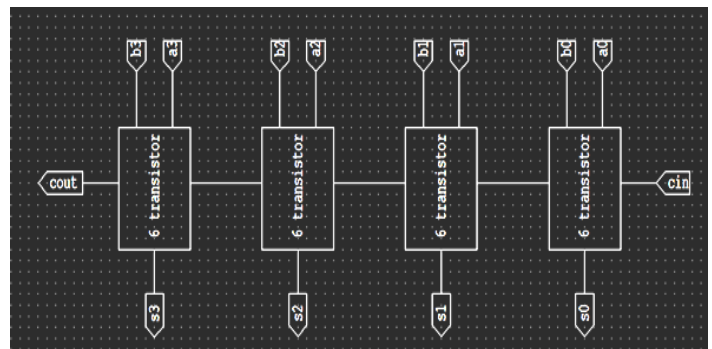 b3 a3 b2 a2 b1 a1 b0 a0
cout 6 transistor 6 transistor 6 transistor 6 transistor cin
s3 s2 s1 s0